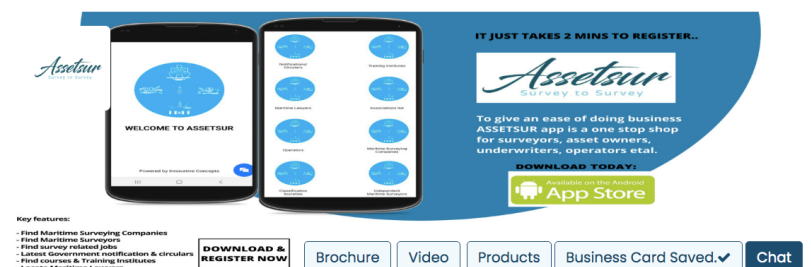 IT JUST TAKES 2 MINS TO REGISTER..
Assetsur
Assetsur
Survey to Survey
To give an ease of doing business
ASSETSUR app is a one stop shop
for surveyors, asset owners,
underwriters, operators etal.
DOWNLOAD TODAY:
Available on the Android
App Store
WELCOME TO ASSETSUR
Powered by Innovative Concepts
Notifications/
Circulars
Training Institutes
Maritime Lawyers
Associations list
Operators
Maritime Surveying
Companies
Classification
Societies
Independent
Maritime Surveyors
Key features:
- Find Maritime Surveying Companies
- Find Maritime Surveyors
- Find survey related jobs
- Latest Government notification & circulars
- Find courses & Training Institutes
- Locate Maritime Lawyers
DOWNLOAD &
REGISTER NOW
Brochure
Video
Products
Business Card Saved.✔
Chat